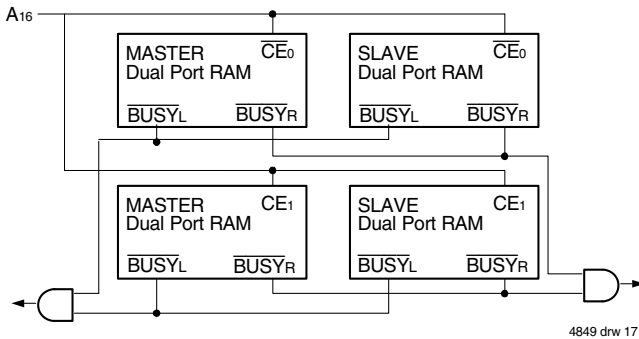 A16
MASTER
Dual Port RAM
CE0
BUSYL
BUSYR
SLAVE
Dual Port RAM
CE0
BUSYL
BUSYR
MASTER
Dual Port RAM
CE1
BUSYL
BUSYR
SLAVE
Dual Port RAM
CE1
BUSYL
BUSYR
4849 drw 17